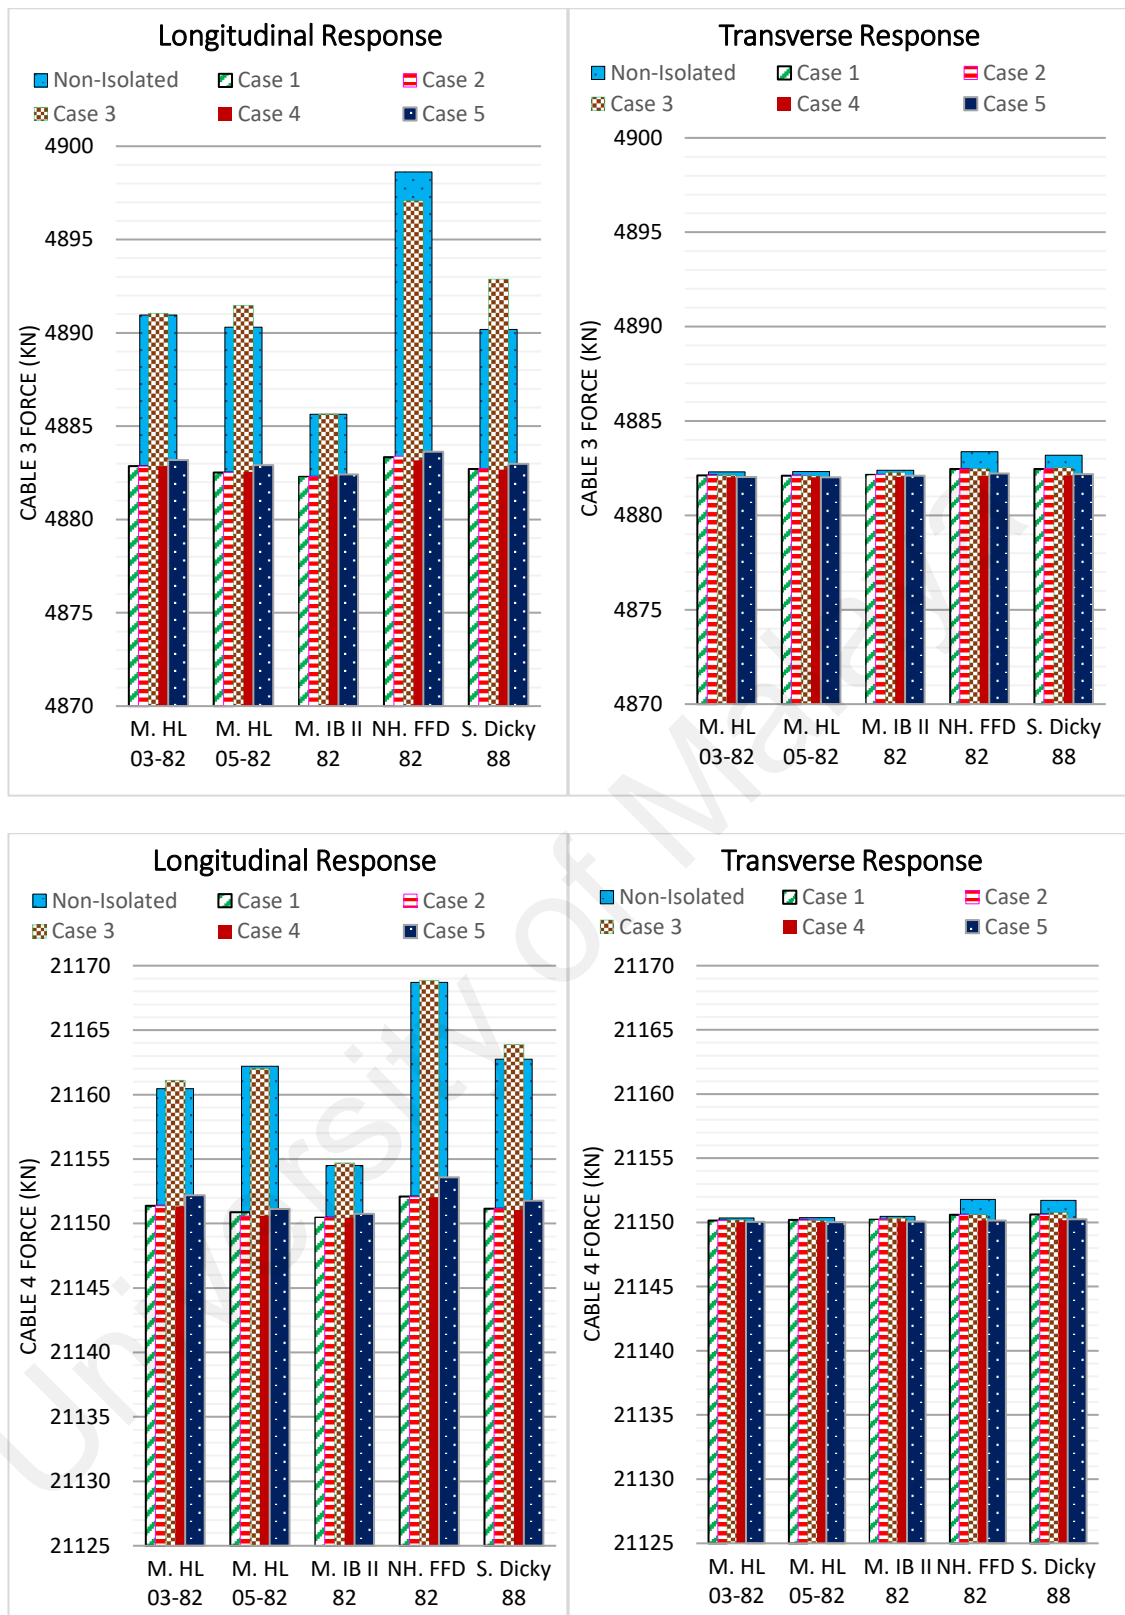 Longitudinal Response
Non-Isolated Case 1 Case 2
Case 3 Case 4 Case 5
CABLE 3 FORCE (KN)
4900
4895
4890
4885
4880
4875
4870
M. HL M. HL M. IB II NH. FFD S. Dicky
03-82 05-82 82 82 88
Transverse Response
Non-Isolated Case 1 Case 2
Case 3 Case 4 Case 5
CABLE 3 FORCE (KN)
4900
4895
4890
4885
4880
4875
4870
M. HL M. HL M. IB II NH. FFD S. Dicky
03-82 05-82 82 82 88
Longitudinal Response
Non-Isolated Case 1 Case 2
Case 3 Case 4 Case 5
CABLE 4 FORCE (KN)
21170
21165
21160
21155
21150
21145
21140
21135
21130
21125
M. HL M. HL M. IB II NH. FFD S. Dicky
03-82 05-82 82 82 88
Transverse Response
Non-Isolated Case 1 Case 2
Case 3 Case 4 Case 5
CABLE 4 FORCE (KN)
21170
21165
21160
21155
21150
21145
21140
21135
21130
21125
M. HL M. HL M. IB II NH. FFD S. Dicky
03-82 05-82 82 82 88
University of Malaya